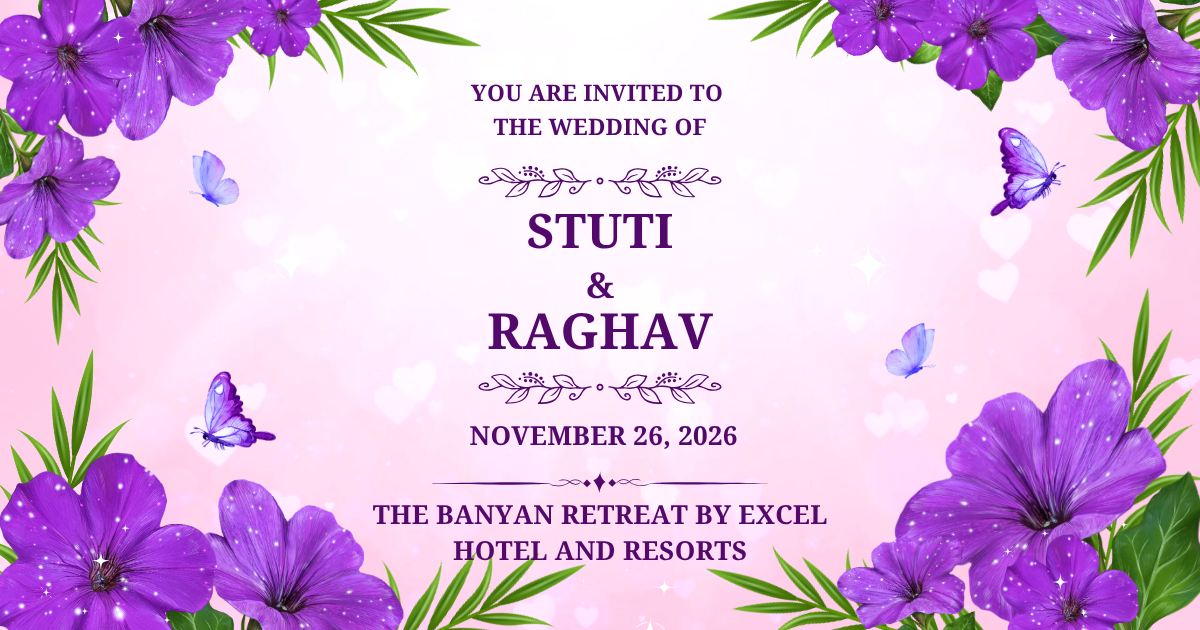 YOU ARE INVITED TO
THE WEDDING OF
STUTI
&
RAGHAV
NOVEMBER 26, 2026
THE BANYAN RETREAT BY EXCEL
HOTEL AND RESORTS